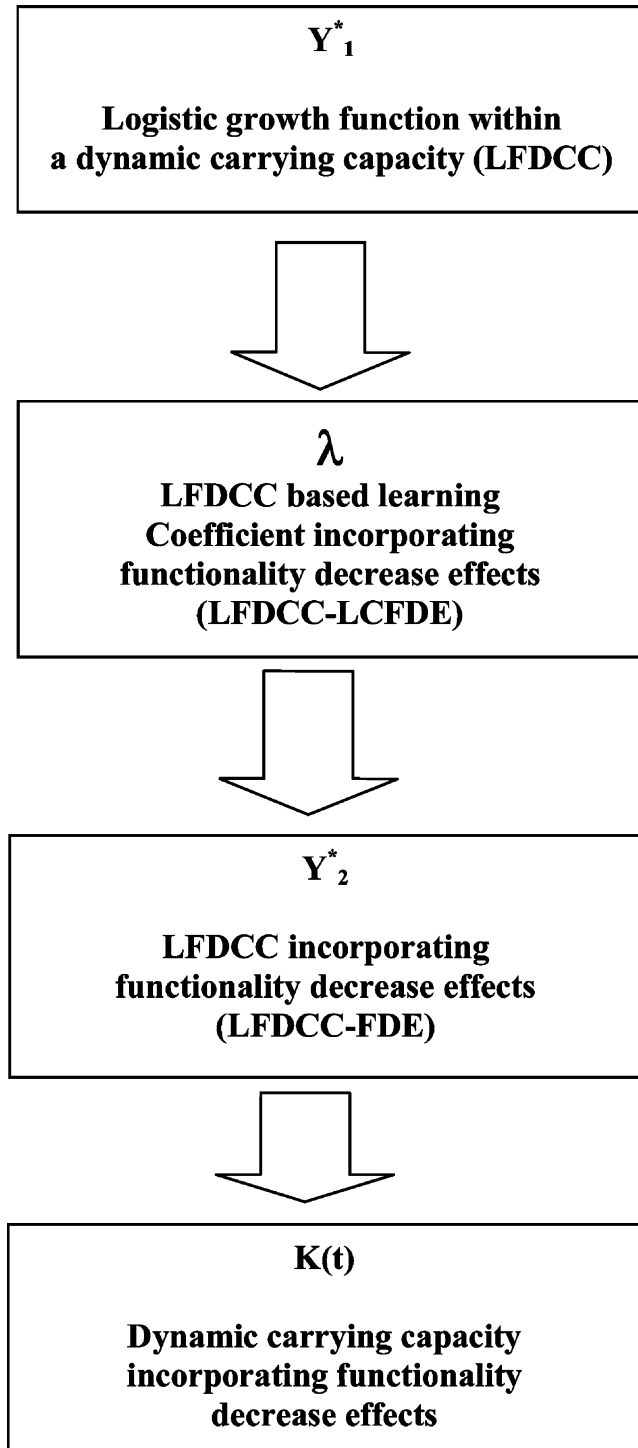 Y*1
Logistic growth function within
a dynamic carrying capacity (LFDCC)
λ
LFDCC based learning
Coefficient incorporating
functionality decrease effects
(LFDCC-LCFDE)
Y*2
LFDCC incorporating
functionality decrease effects
(LFDCC-FDE)
K(t)
Dynamic carrying capacity
incorporating functionality
decrease effects